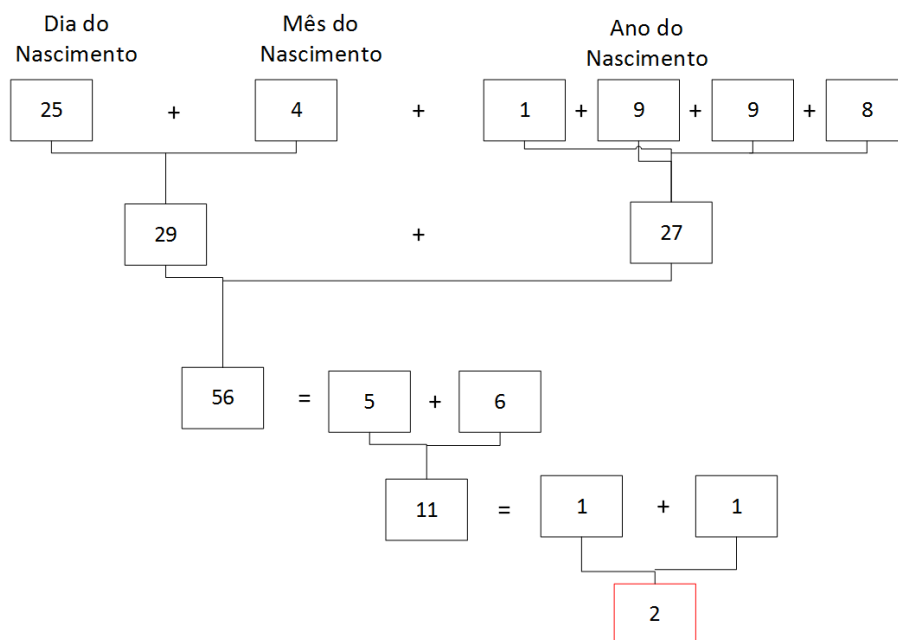 Dia do
Nascimento
Mês do
Nascimento
Ano do
Nascimento
25 + 4 + 1 + 9 + 9 + 8
29 + 27
56 = 5 + 6
11 = 1 + 1
2